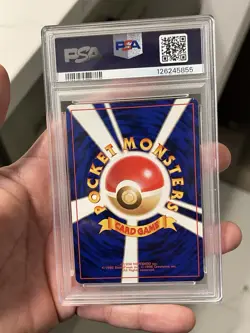 PSA
PSA
126245855
POCKET MONSTERS
CARD GAME